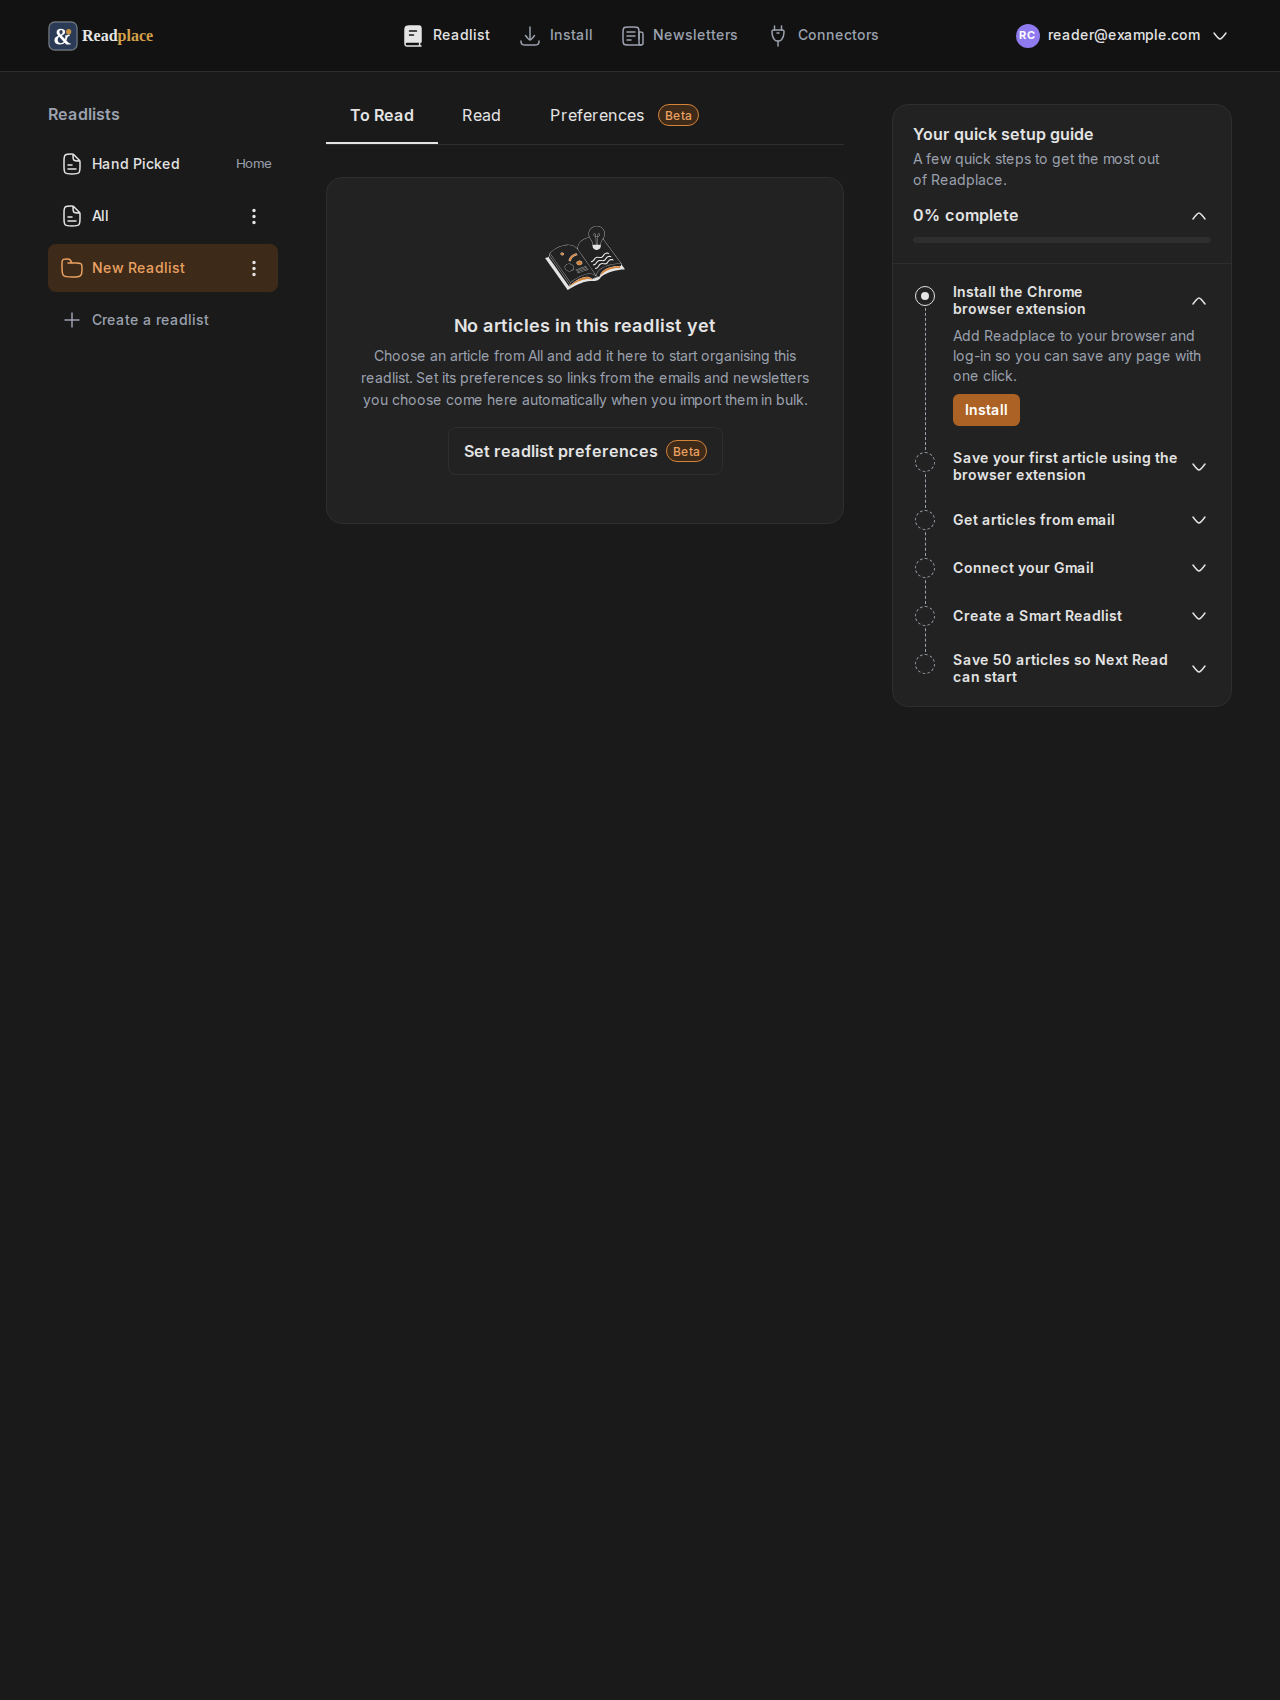 & Readplace
Readlist
Install
Newsletters
Connectors
RC reader@example.com
Readlists
Hand Picked
Home
All
New Readlist
Create a readlist
To Read
Read
Preferences Beta
No articles in this readlist yet
Choose an article from All and add it here to start organising this
readlist. Set its preferences so links from the emails and newsletters
you choose come here automatically when you import them in bulk.
Set readlist preferences Beta
Your quick setup guide
A few quick steps to get the most out
of Readplace.
0% complete
Install the Chrome
browser extension
Add Readplace to your browser and
log-in so you can save any page with
one click.
Install
Save your first article using the
browser extension
Get articles from email
Connect your Gmail
Create a Smart Readlist
Save 50 articles so Next Read
can start